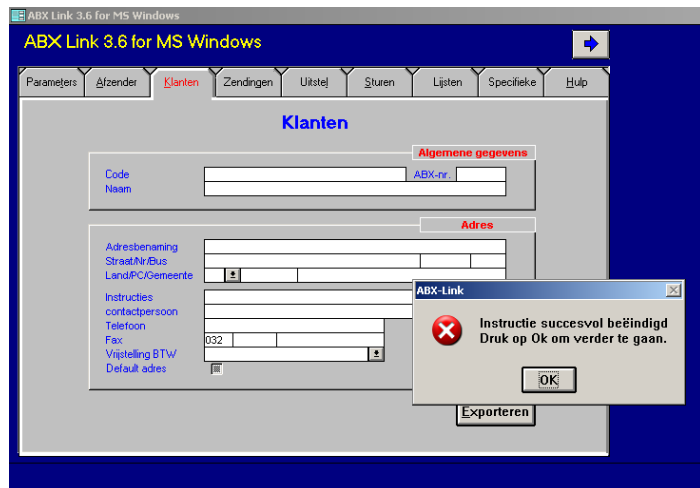 ABX Link 3.6 for MS Windows
ABX Link 3.6 for MS Windows
Parameters Afzender Klanten Zendingen Uitstel Sturen Lijsten Specifieke Hulp
Klanten
Algemene gegevens
Code ABX-nr.
Naam
Adres
Adresbenaming
Straat/Nr/Bus
Land/PC/Gemeente
Instructies
contactpersoon
Telefoon
Fax 032
Vrijstelling BTW
Default adres
ABX-Link
Instructie succesvol beëindigd
Druk op Ok om verder te gaan.
OK
Exporteren